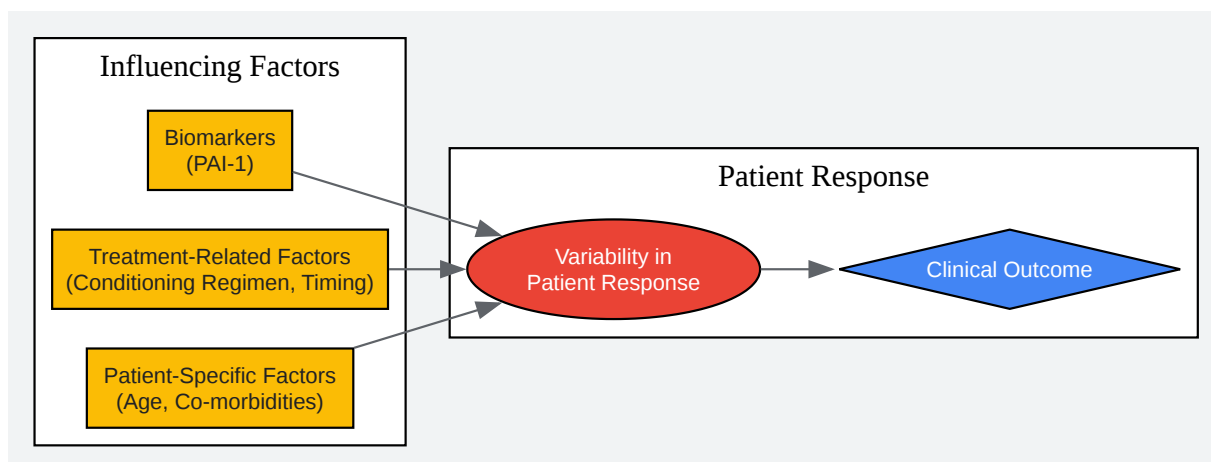 Influencing Factors
Biomarkers
(PAI-1)
Treatment-Related Factors
(Conditioning Regimen, Timing)
Patient-Specific Factors
(Age, Co-morbidities)
Patient Response
Variability in
Patient Response
Clinical Outcome